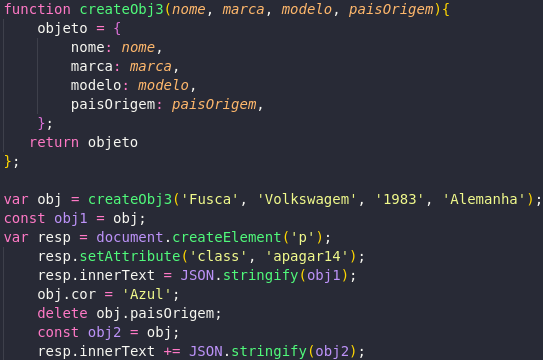 function createObj3(nome, marca, modelo, paisOrigem){
    objeto = {
        nome: nome,
        marca: marca,
        modelo: modelo,
        paisOrigem: paisOrigem,
    };
   return objeto
};

var obj = createObj3('Fusca', 'Volkswagem', '1983', 'Alemanha');
const obj1 = obj;
var resp = document.createElement('p');
    resp.setAttribute('class', 'apagar14');
    resp.innerText = JSON.stringify(obj1);
    obj.cor = 'Azul';
    delete obj.paisOrigem;
    const obj2 = obj;
    resp.innerText += JSON.stringify(obj2);